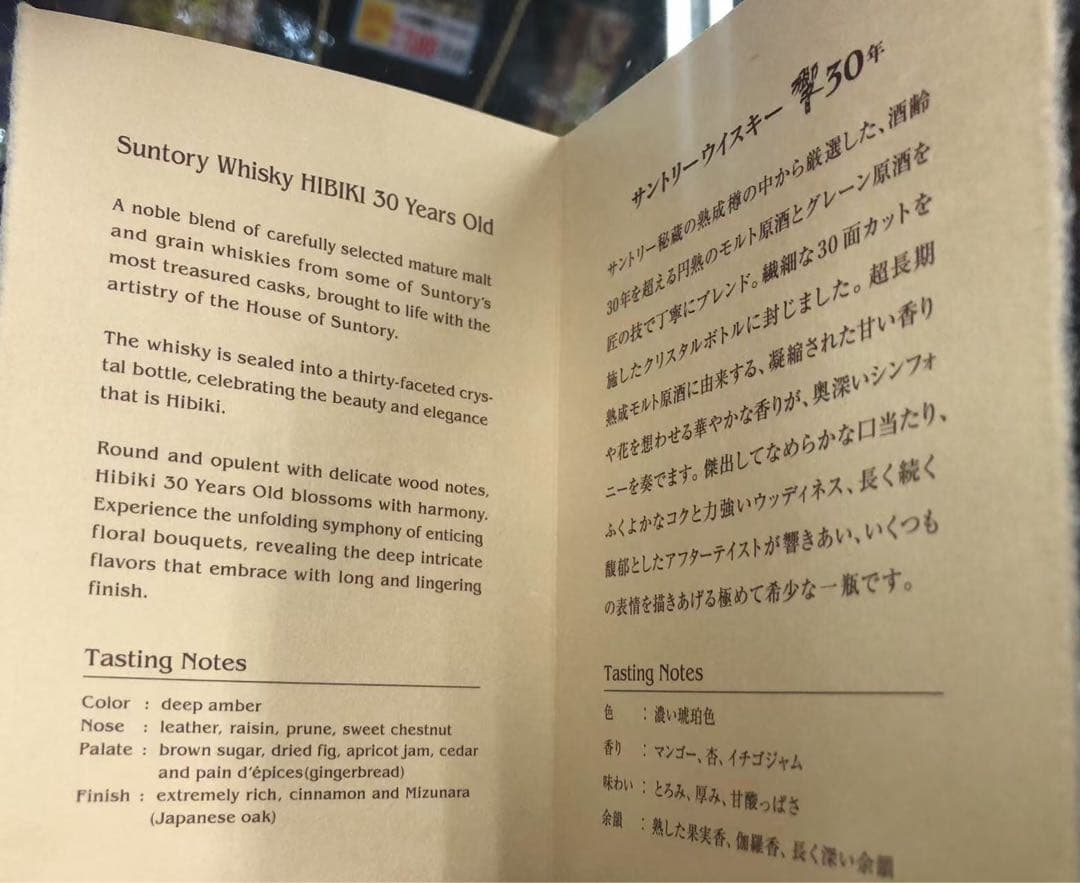 Suntory Whisky HIBIKI 30 Years Old
A noble blend of carefully selected mature malt
and grain whiskies from some of Suntory's
most treasured casks, brought to life with the
artistry of the House of Suntory.
The whisky is sealed into a thirty-faceted crys-
tal bottle, celebrating the beauty and elegance
that is Hibiki.
Round and opulent with delicate wood notes,
Hibiki 30 Years Old blossoms with harmony.
Experience the unfolding symphony of enticing
floral bouquets, revealing the deep intricate
flavors that embrace with long and lingering
finish.
Tasting Notes
Color : deep amber
Nose : leather, raisin, prune, sweet chestnut
Palate : brown sugar, dried fig, apricot jam, cedar
and pain d'épices(gingerbread)
Finish : extremely rich, cinnamon and Mizunara
(Japanese oak)
サントリーウイスキー 響30年
サントリー秘蔵の熟成樽の中から厳選した、酒齢
30年を超える円熟のモルト原酒とグレーン原酒を
匠の技で丁寧にブレンド。繊細な30面カットを
施したクリスタルボトルに封じました。超長期
熟成モルト原酒に由来する、凝縮された甘い香り
や花を想わせる華やかな香りが、奥深いシンフォ
ニーを奏でます。傑出してなめらかな口当たり、
ふくよかなコクと力強いウッディネス、長く続く
馥郁としたアフターテイストが響きあい、いくつも
の表情を描きあげる極めて希少な一瓶です。
Tasting Notes
色 : 濃い琥珀色
香り : マンゴー、杏、イチゴジャム
味わい : とろみ、厚み、甘酸っぱさ
余韻 : 熟した果実香、伽羅香、長く深い余韻